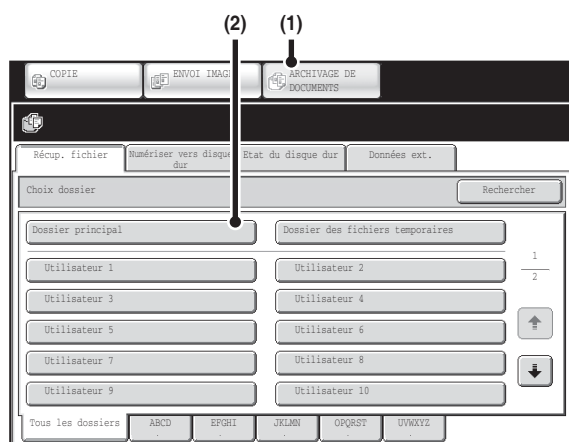 (2) (1)
COPIE
ENVOI IMAGE
ARCHIVAGE DE
DOCUMENTS
Récup. fichier
Numériser vers disque
dur
Etat du disque dur
Données ext.
Choix dossier
Rechercher
Dossier principal
Dossier des fichiers temporaires
Utilisateur 1
Utilisateur 2
1
2
Utilisateur 3
Utilisateur 4
Utilisateur 5
Utilisateur 6
Utilisateur 7
Utilisateur 8
Utilisateur 9
Utilisateur 10
Tous les dossiers
ABCD
EFGHI
JKLMN
OPQRST
UVWXYZ